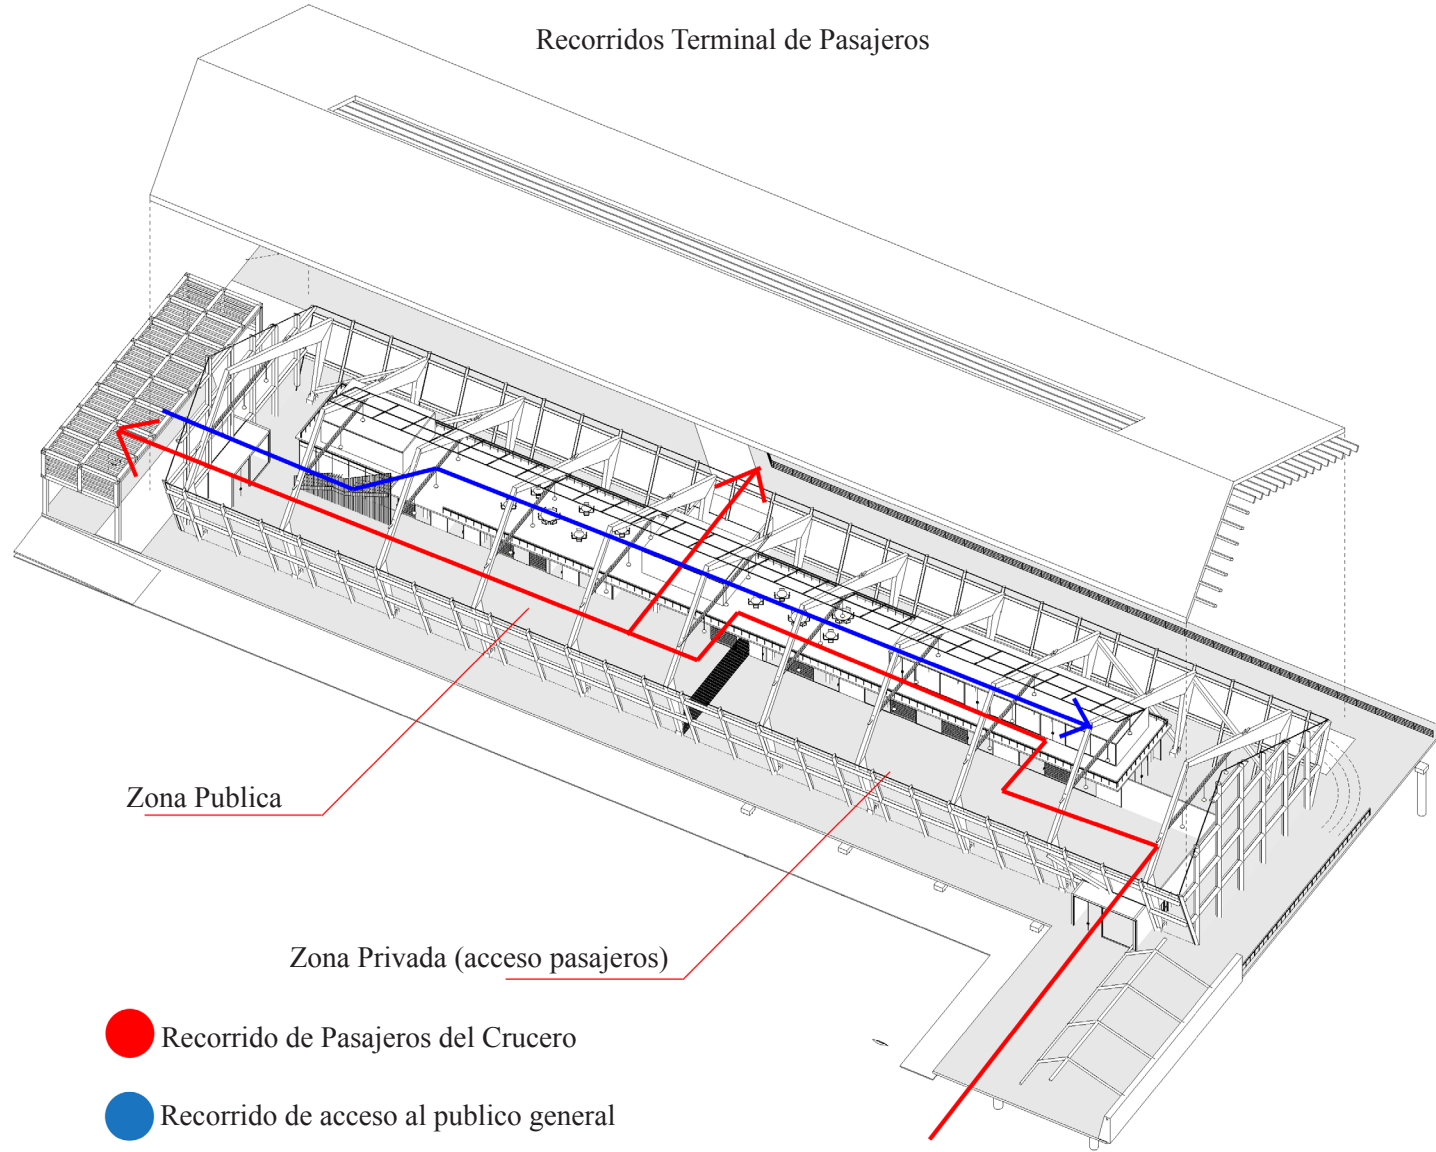 Recorridos Terminal de Pasajeros
Zona Publica
Zona Privada (acceso pasajeros)
Recorrido de Pasajeros del Crucero
Recorrido de acceso al publico general